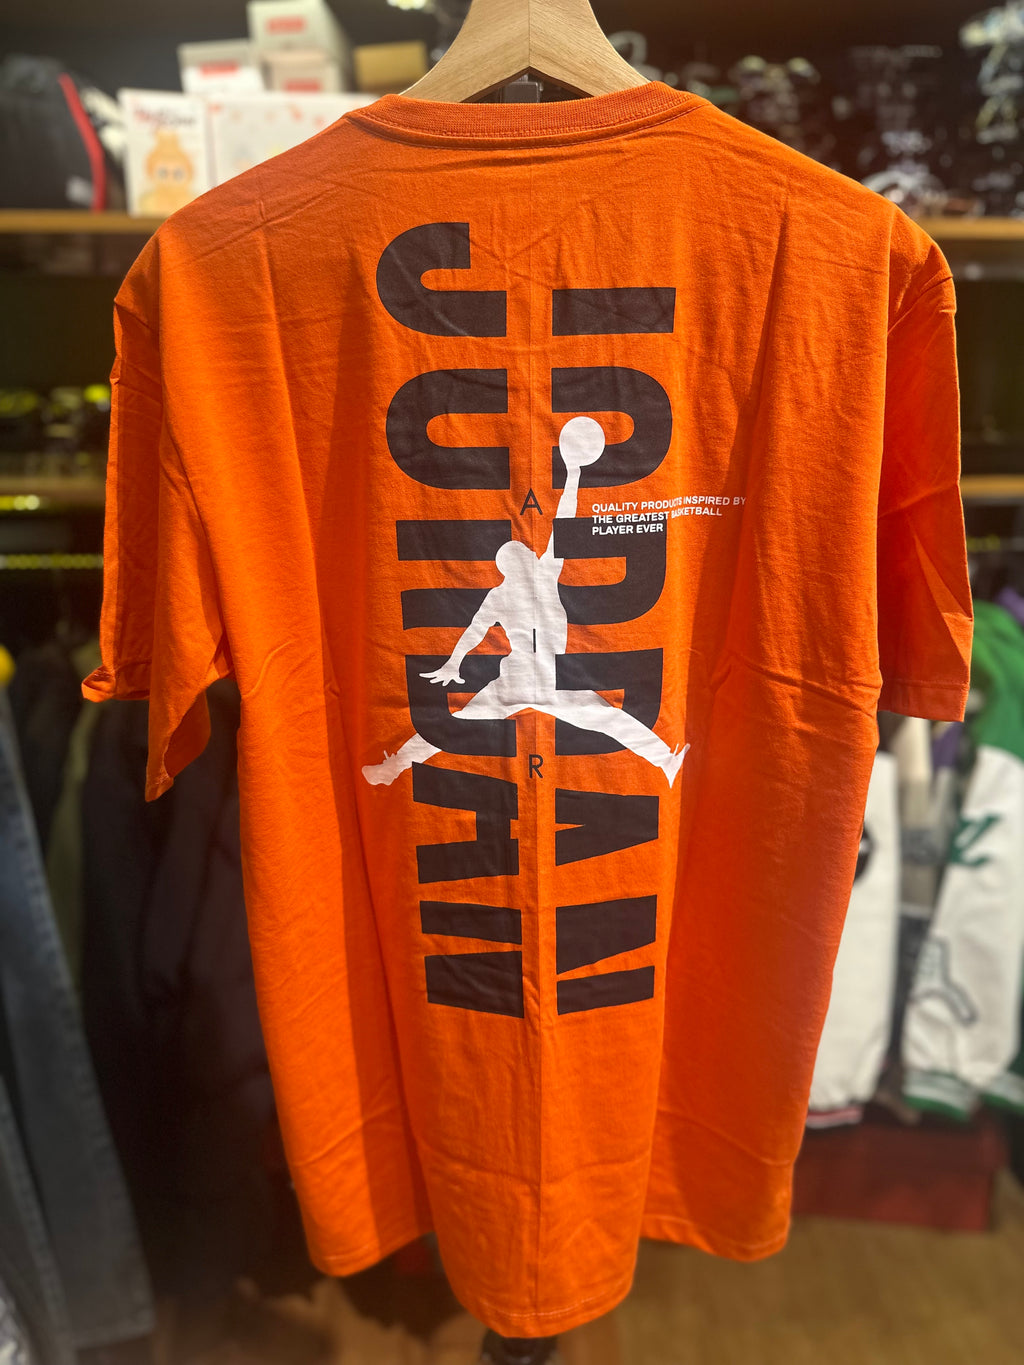 JORDAN
A
I
R
QUALITY PRODUCTS INSPIRED BY
THE GREATEST BASKETBALL
PLAYER EVER